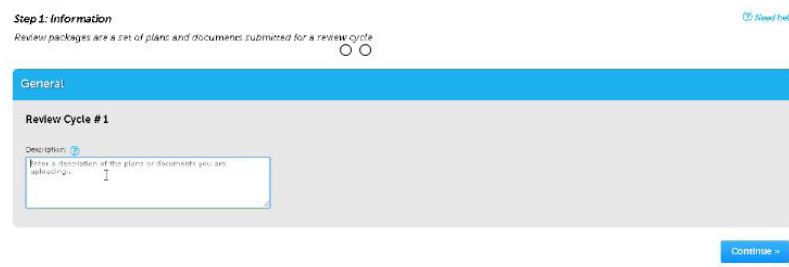 Step 1: Information
Need hel
Review packages are a set of plans and documents submitted for a review cycle
General
Review Cycle # 1
Description:
Enter a description of the plans or documents you are
uploading...
Continue »